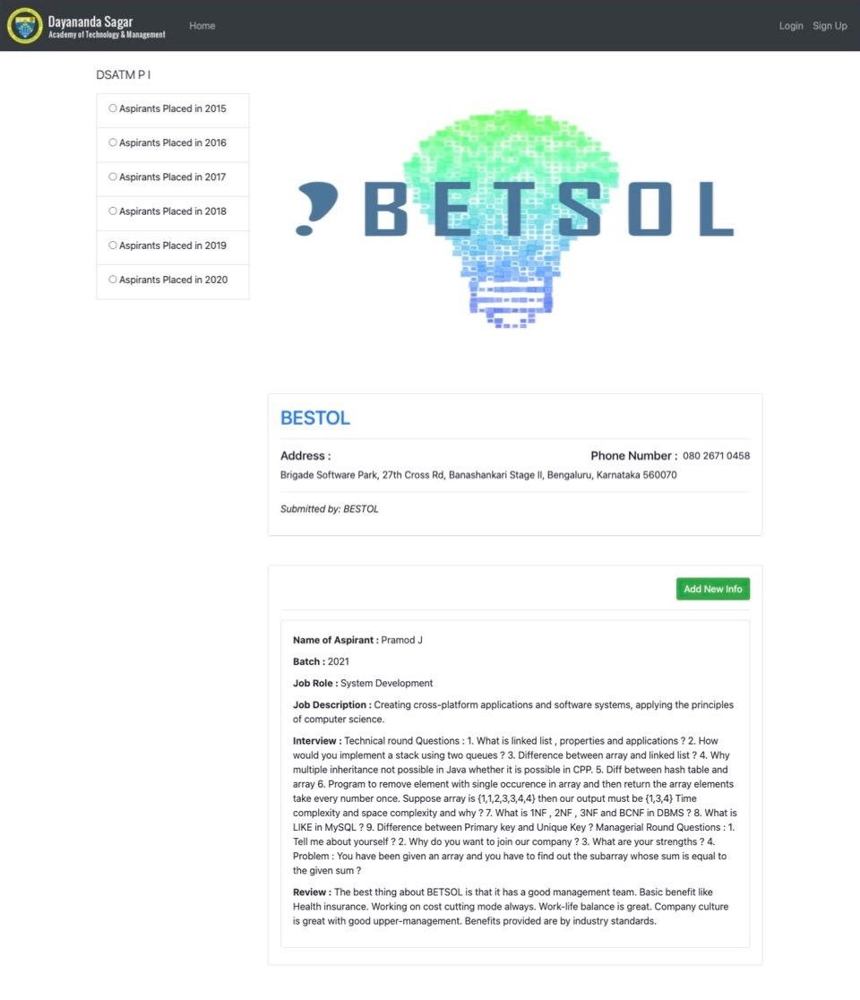 Dayananda Sagar
Academy of Technology & Management
Home
Login Sign Up
DSATM P I
Aspirants Placed in 2015
Aspirants Placed in 2016
Aspirants Placed in 2017
Aspirants Placed in 2018
Aspirants Placed in 2019
Aspirants Placed in 2020
BETSOL
BESTOL
Address : Phone Number : 080 2671 0458
Brigade Software Park, 27th Cross Rd, Banashankari Stage II, Bengaluru, Karnataka 560070
Submitted by: BESTOL
Add New Info
Name of Aspirant : Pramod J
Batch : 2021
Job Role : System Development
Job Description : Creating cross-platform applications and software systems, applying the principles
of computer science.
Interview : Technical round Questions : 1. What is linked list , properties and applications ? 2. How
would you implement a stack using two queues ? 3. Difference between array and linked list ? 4. Why
multiple inheritance not possible in Java whether it is possible in CPP. 5. Diff between hash table and
array 6. Program to remove element with single occurence in array and then return the array elements
take every number once. Suppose array is {1,1,2,3,3,4,4} then our output must be {1,3,4} Time
complexity and space complexity and why ? 7. What is 1NF , 2NF , 3NF and BCNF in DBMS ? 8. What is
LIKE in MySQL ? 9. Difference between Primary key and Unique Key ? Managerial Round Questions : 1.
Tell me about yourself ? 2. Why do you want to join our company ? 3. What are your strengths ? 4.
Problem : You have been given an array and you have to find out the subarray whose sum is equal to
the given sum ?
Review : The best thing about BETSOL is that it has a good management team. Basic benefit like
Health insurance. Working on cost cutting mode always. Work-life balance is great. Company culture
is great with good upper-management. Benefits provided are by industry standards.